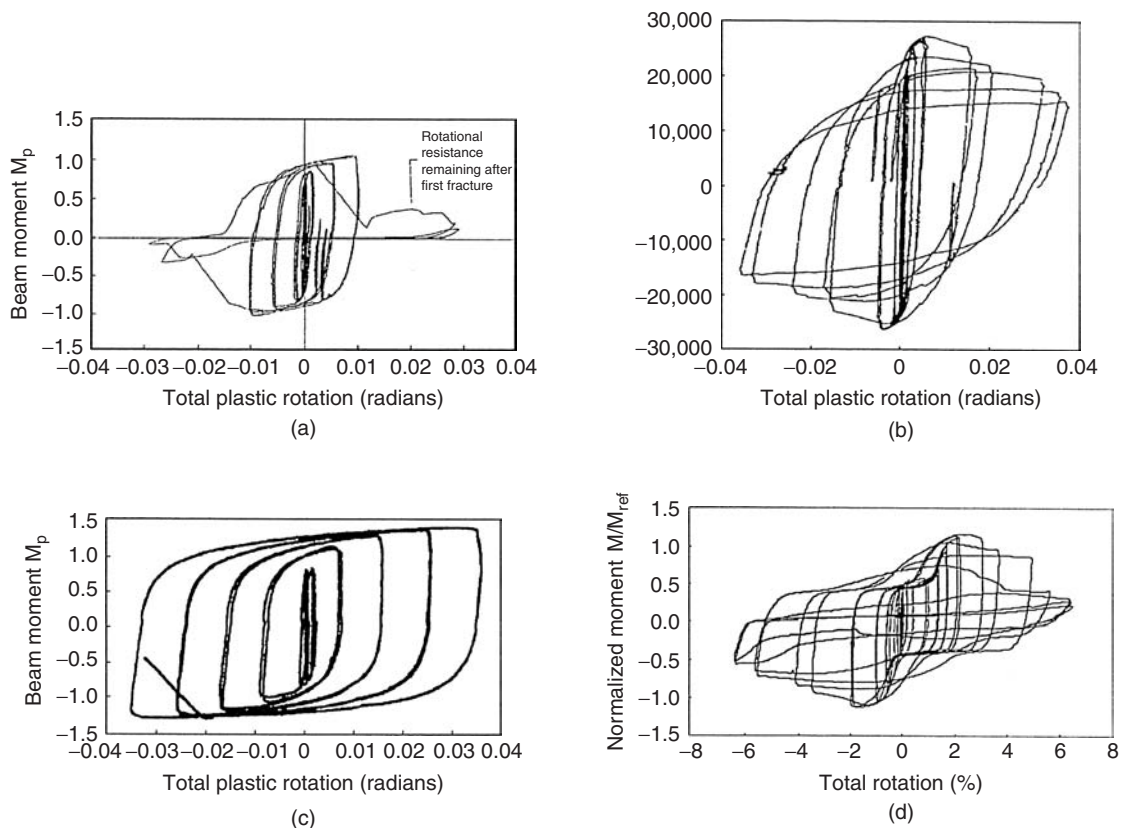 1.5
1.0
0.5
0.0
−0.5
−1.0
−1.5
Beam moment Mp
Rotational
resistance
remaining after
first fracture
−0.04 −0.03 −0.02 −0.01 0 0.01 0.02 0.03 0.04
Total plastic rotation (radians)
(a)
30,000
20,000
10,000
0
−10,000
−20,000
−30,000
−0.04 −0.02 0 0.02 0.04
Total plastic rotation (radians)
(b)
1.5
1.0
0.5
0.0
−0.5
−1.0
−1.5
Beam moment Mp
−0.04 −0.03 −0.02 −0.01 0 0.01 0.02 0.03 0.04
Total plastic rotation (radians)
(c)
1.5
1.0
0.5
0.0
−0.5
1.0
−1.5
Normalized moment M/Mref
−8 −6 −4 −2 0 2 4 6 8
Total rotation (%)
(d)